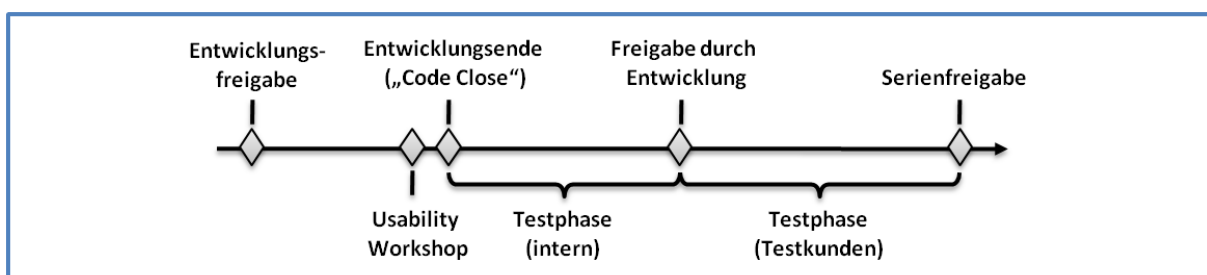 Entwicklungs-
freigabe
Entwicklungsende
(„Code Close“)
Freigabe durch
Entwicklung
Serienfreigabe
Usability
Workshop
Testphase
(intern)
Testphase
(Testkunden)